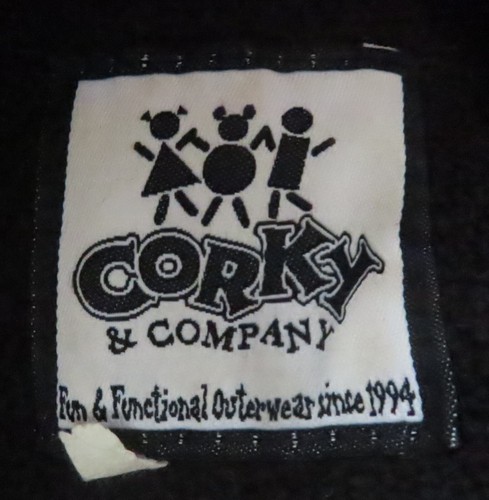 CORKY
& COMPANY
Fun & Functional Outerwear since 1994